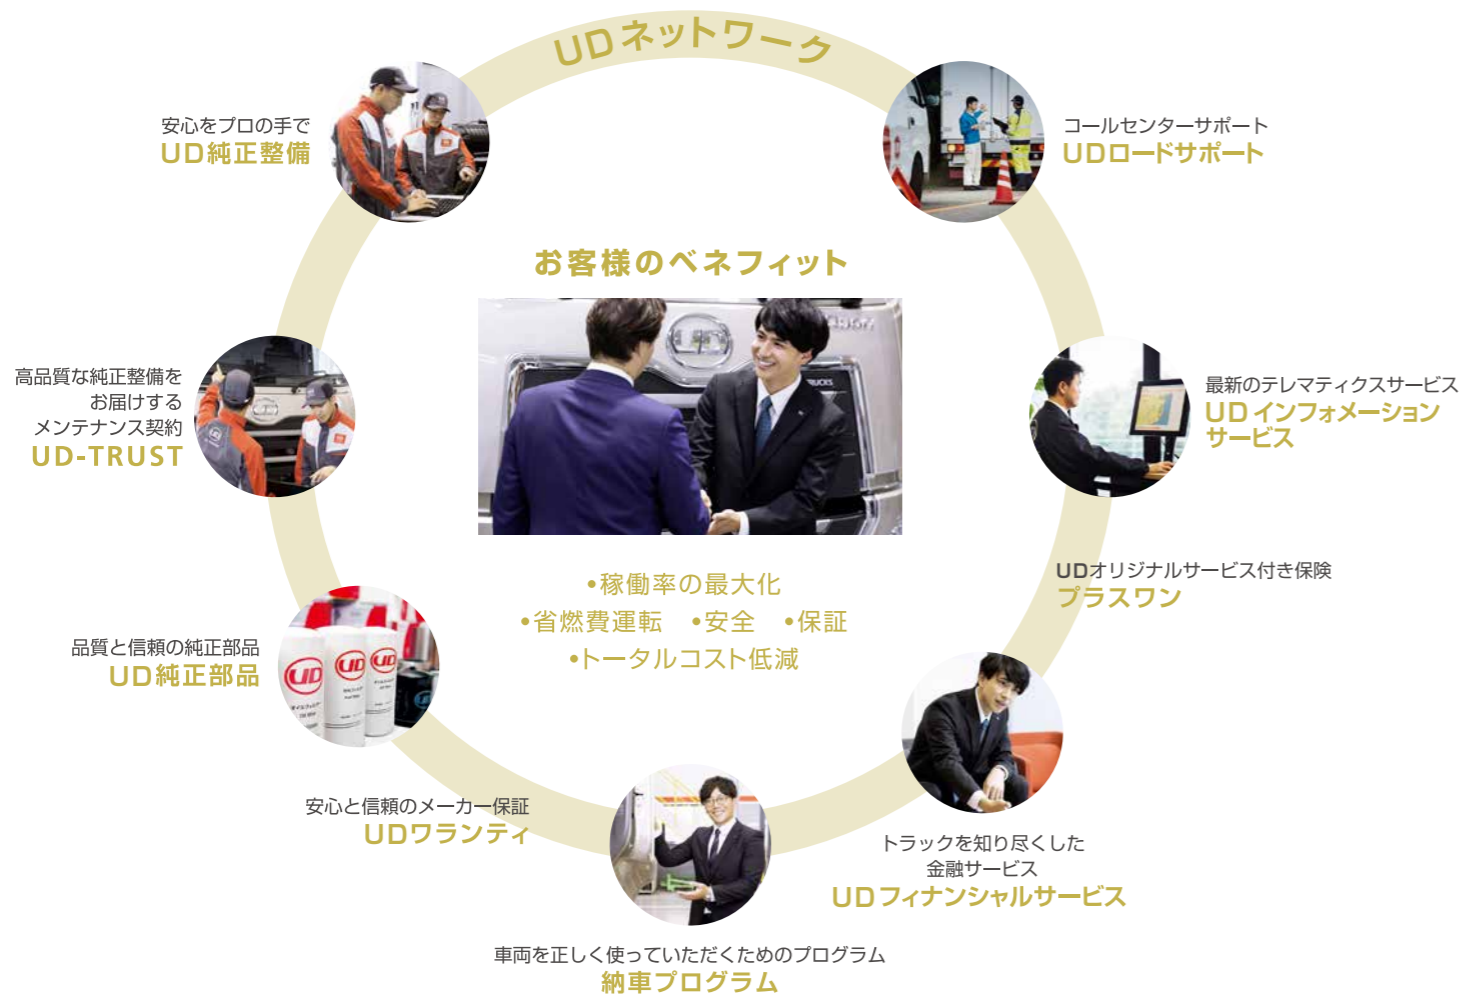 UDネットワーク
安心をプロの手で
UD純正整備
コールセンターサポート
UDロードサポート
お客様のベネフィット
UD
TRUCKS
高品質な純正整備を
お届けする
メンテナンス契約
UD-TRUST
最新のテレマティクスサービス
UDインフォメーション
サービス
•稼働率の最大化
•省燃費運転 •安全 •保証
•トータルコスト低減
UDオリジナルサービス付き保険
プラスワン
品質と信頼の純正部品
UD純正部品
UD
UD
UD
安心と信頼のメーカー保証
UDワランティ
トラックを知り尽くした
金融サービス
UDフィナンシャルサービス
車両を正しく使っていただくためのプログラム
納車プログラム